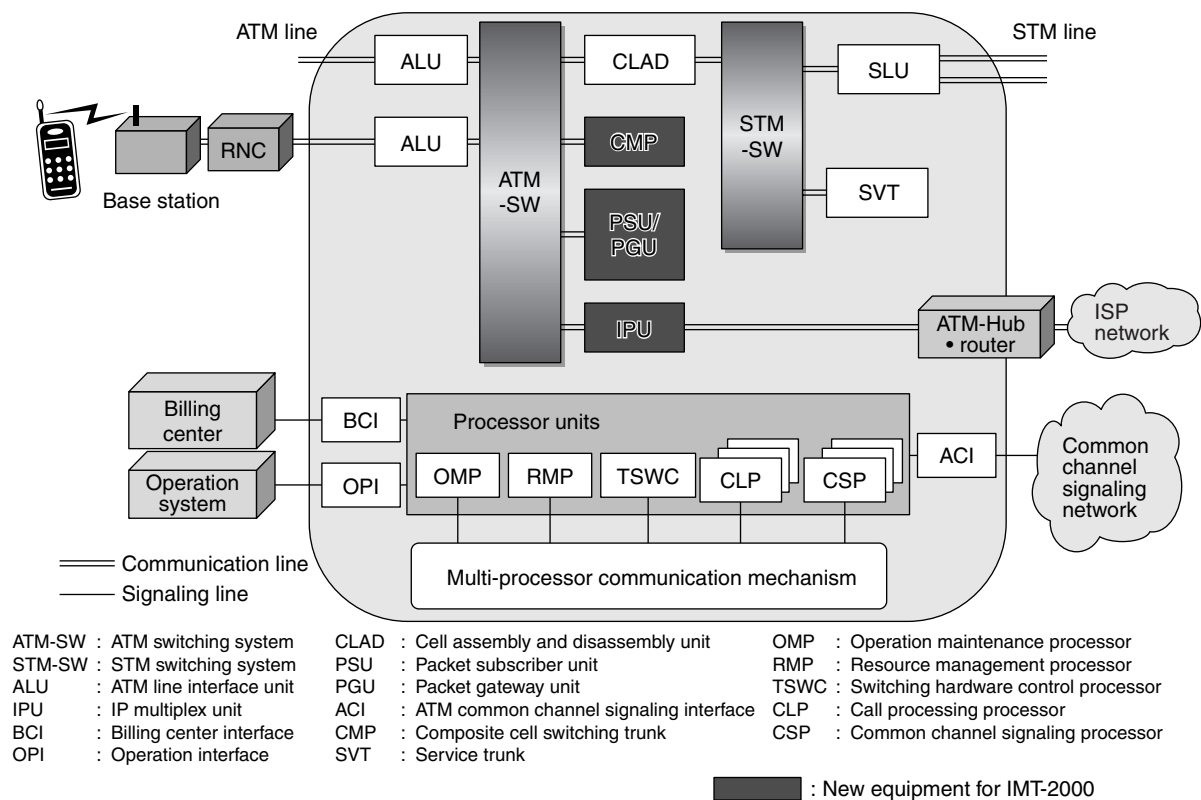 ATM line
STM line
ALU
CLAD
SLU
RNC
ALU
CMP
STM
-SW
Base station
ATM
-SW
PSU/
PGU
SVT
IPU
ATM-Hub
• router
ISP
network
Billing
center
BCI
Processor units
Operation
system
OPI
OMP
RMP
TSWC
CLP
CSP
ACI
Common
channel
signaling
network
Communication line
Signaling line
Multi-processor communication mechanism
ATM-SW : ATM switching system
STM-SW : STM switching system
ALU : ATM line interface unit
IPU : IP multiplex unit
BCI : Billing center interface
OPI : Operation interface
CLAD : Cell assembly and disassembly unit
PSU : Packet subscriber unit
PGU : Packet gateway unit
ACI : ATM common channel signaling interface
CMP : Composite cell switching trunk
SVT : Service trunk
OMP : Operation maintenance processor
RMP : Resource management processor
TSWC : Switching hardware control processor
CLP : Call processing processor
CSP : Common channel signaling processor
: New equipment for IMT-2000